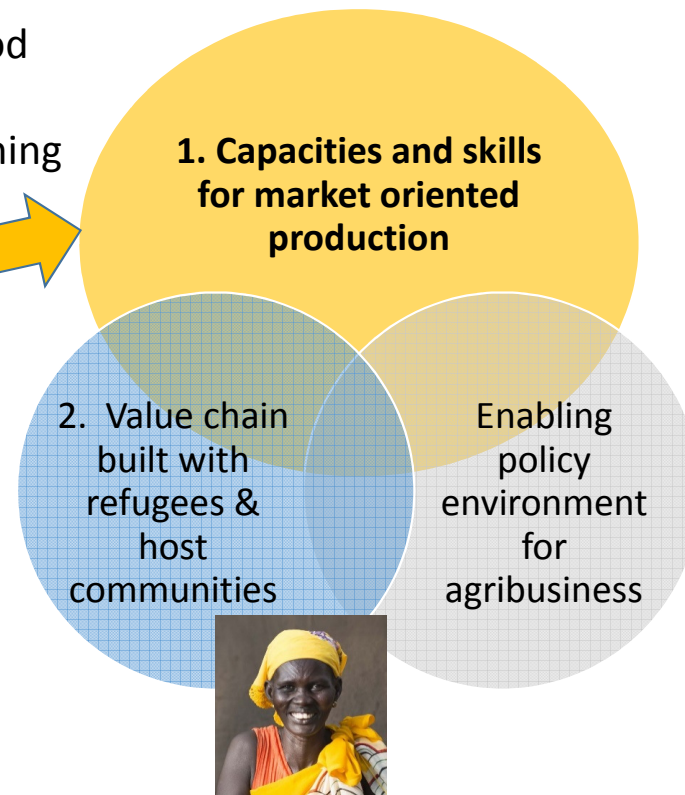 1. Capacities and skills
for market oriented
production
2. Value chain
built with
refugees &
host
communities
Enabling
policy
environment
for
agribusiness